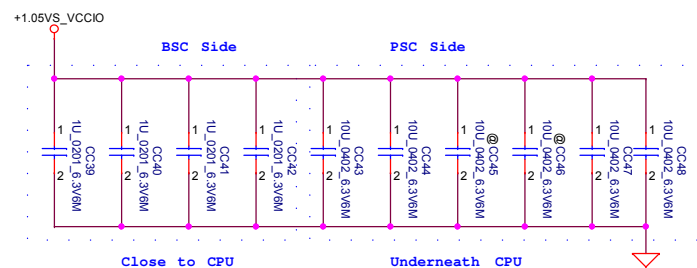 +1.05VS_VCCIO
BSC Side
PSC Side
1
2
1U_0201_6.3V6M
CC39
1
2
1U_0201_6.3V6M
CC40
1
2
1U_0201_6.3V6M
CC41
1
2
1U_0201_6.3V6M
CC42
1
2
10U_0402_6.3V6M
CC43
1
2
10U_0402_6.3V6M
CC44
1
2
10U_0402_6.3V6M
@
CC45
1
2
10U_0402_6.3V6M
@
CC46
1
2
10U_0402_6.3V6M
CC47
1
2
10U_0402_6.3V6M
CC48
Close to CPU
Underneath CPU